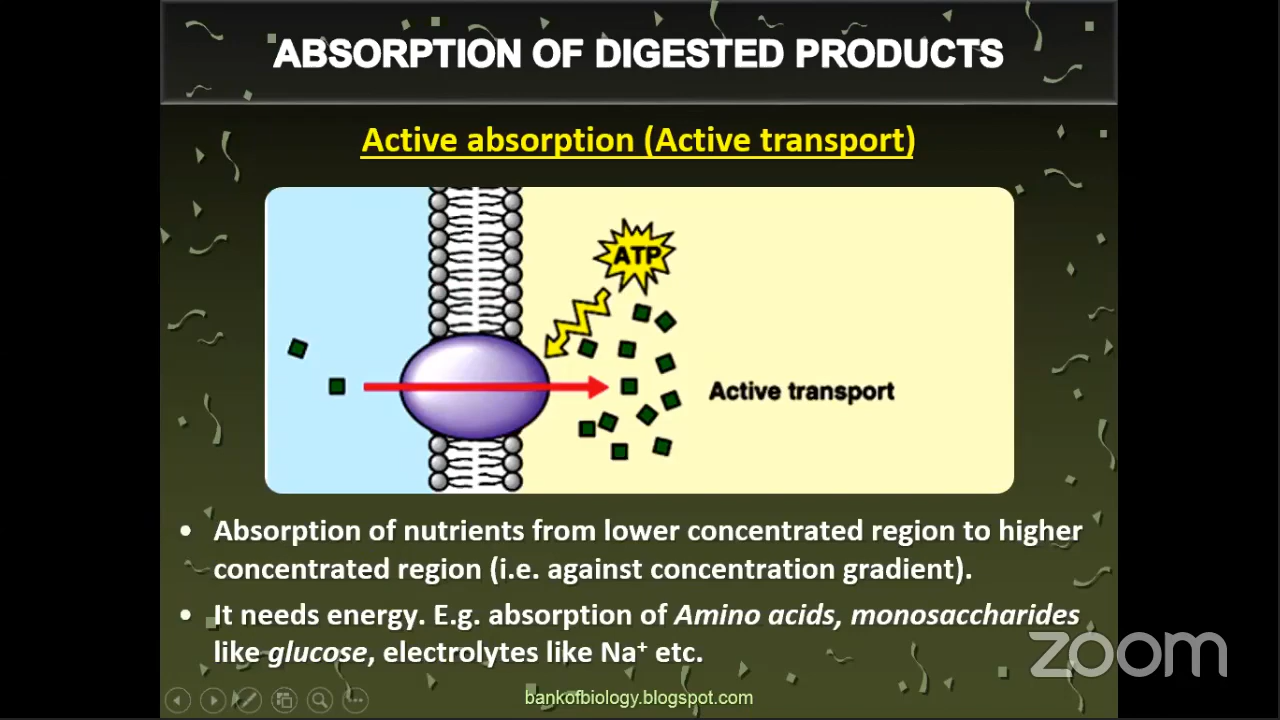 ABSORPTION OF DIGESTED PRODUCTS
Active absorption (Active transport)
ATP
Active transport
• Absorption of nutrients from lower concentrated region to higher
concentrated region (i.e. against concentration gradient).
• It needs energy. E.g. absorption of Amino acids, monosaccharides
like glucose, electrolytes like Na⁺ etc.
zoom
bankofbiology.blogspot.com